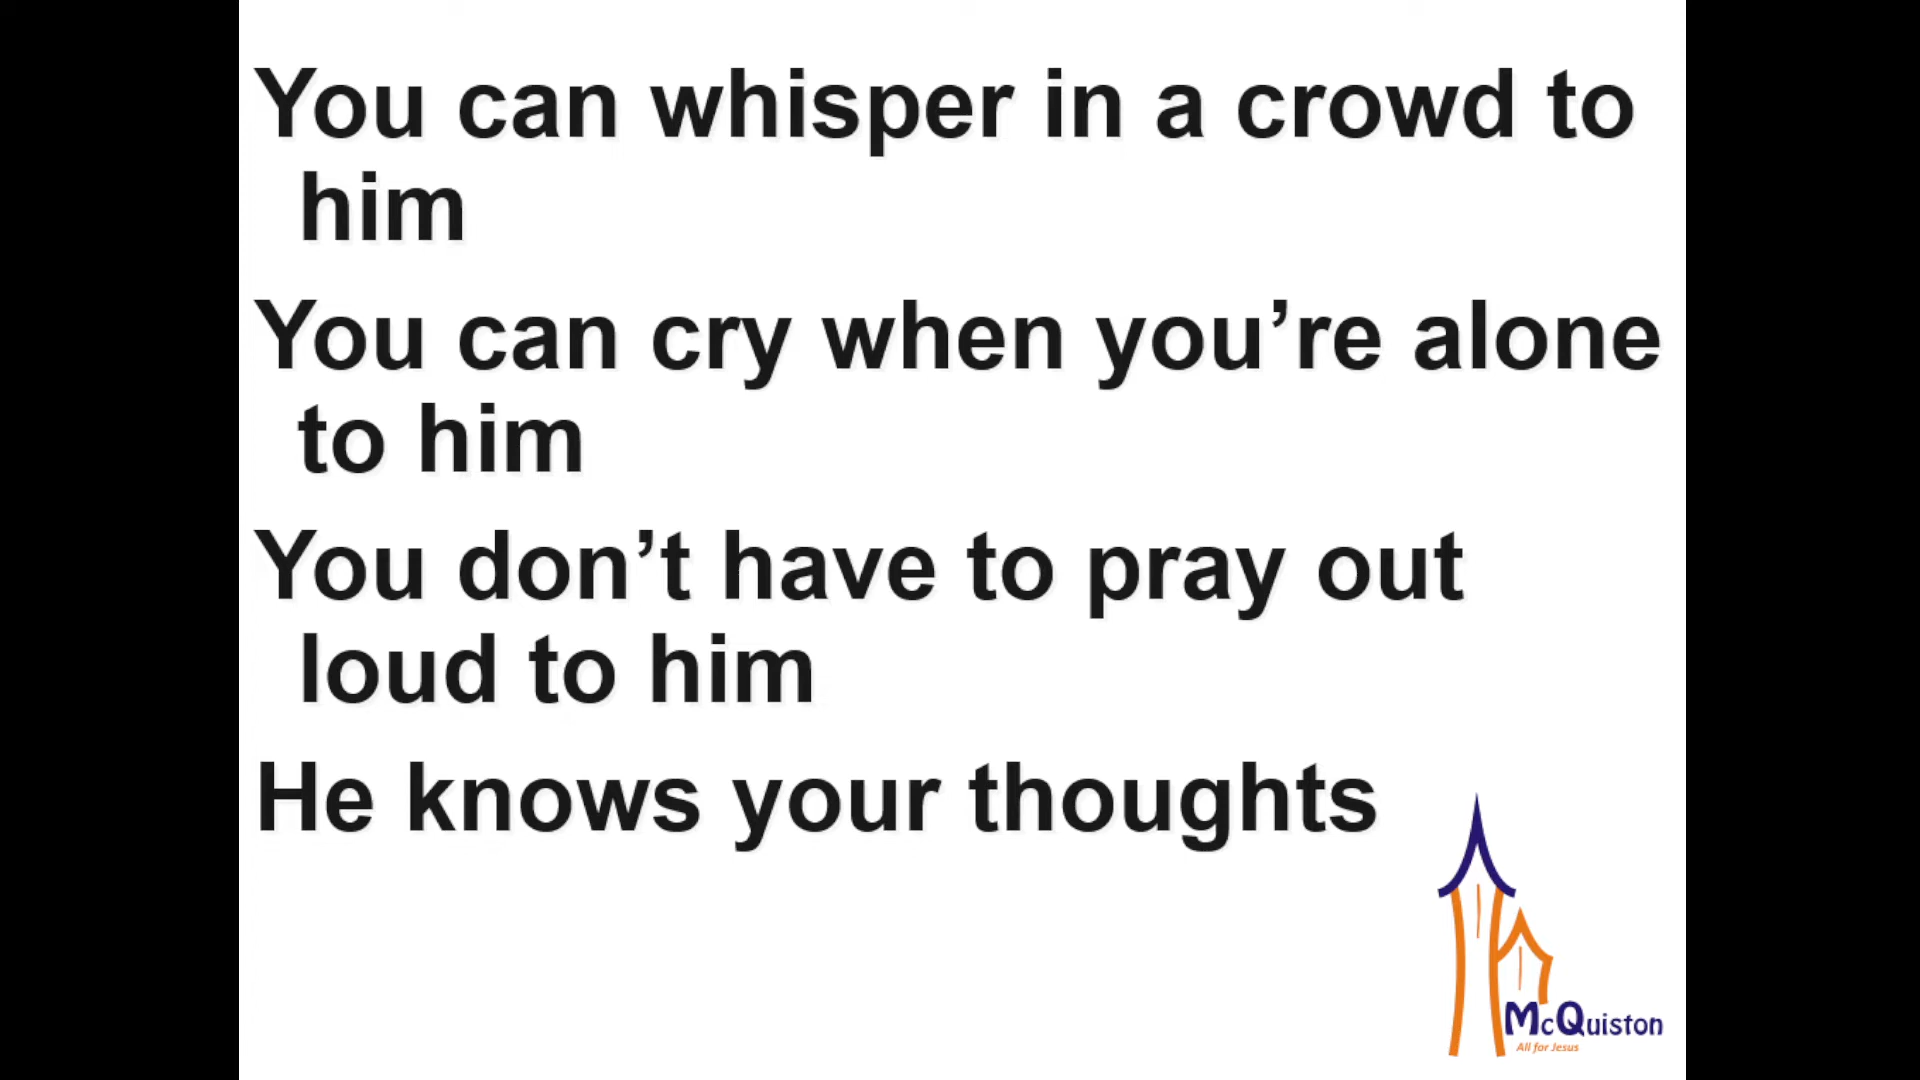 You can whisper in a crowd to
him
You can cry when you’re alone
to him
You don’t have to pray out
loud to him
He knows your thoughts
McQuiston
All for Jesus